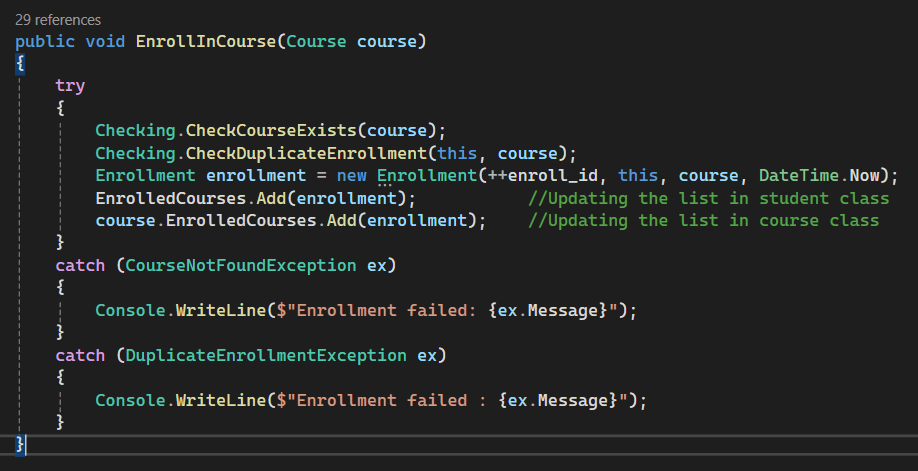 29 references
public void EnrollInCourse(Course course)
{
try
{
Checking.CheckCourseExists(course);
Checking.CheckDuplicateEnrollment(this, course);
Enrollment enrollment = new Enrollment(++enroll_id, this, course, DateTime.Now);
EnrolledCourses.Add(enrollment); //Updating the list in student class
course.EnrolledCourses.Add(enrollment); //Updating the list in course class
}
catch (CourseNotFoundException ex)
{
Console.WriteLine($"Enrollment failed: {ex.Message}");
}
catch (DuplicateEnrollmentException ex)
{
Console.WriteLine($"Enrollment failed : {ex.Message}");
}
}